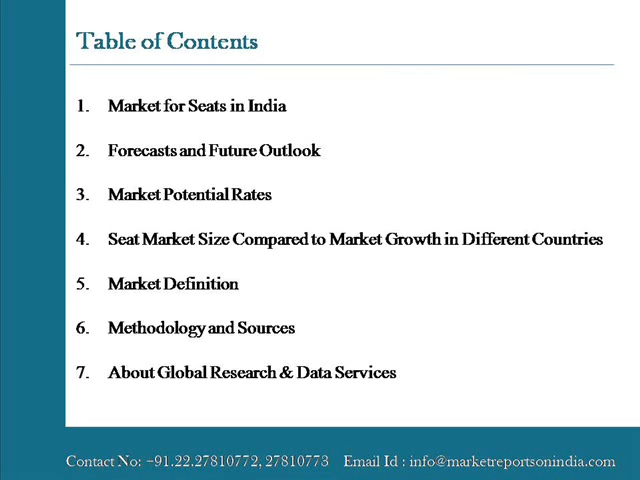 Table of Contents
1. Market for Seats in India
2. Forecasts and Future Outlook
3. Market Potential Rates
4. Seat Market Size Compared to Market Growth in Different Countries
5. Market Definition
6. Methodology and Sources
7. About Global Research & Data Services
Contact No: +91.22.27810772, 27810773 Email Id : info@marketreportsonindia.com